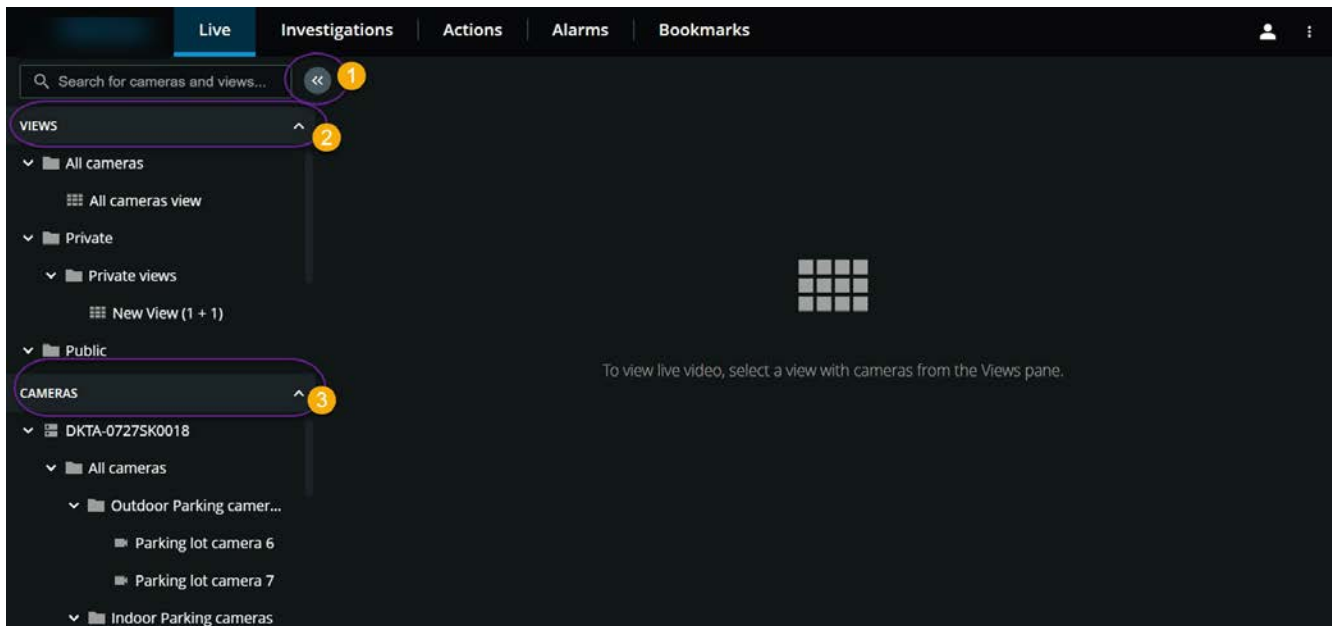 Live Investigations Actions Alarms Bookmarks
Search for cameras and views... 1
VIEWS 2
All cameras
All cameras view
Private
Private views
New View (1 + 1)
Public
To view live video, select a view with cameras from the Views pane.
CAMERAS 3
DKTA-0727SK0018
All cameras
Outdoor Parking camer...
Parking lot camera 6
Parking lot camera 7
Indoor Parking cameras